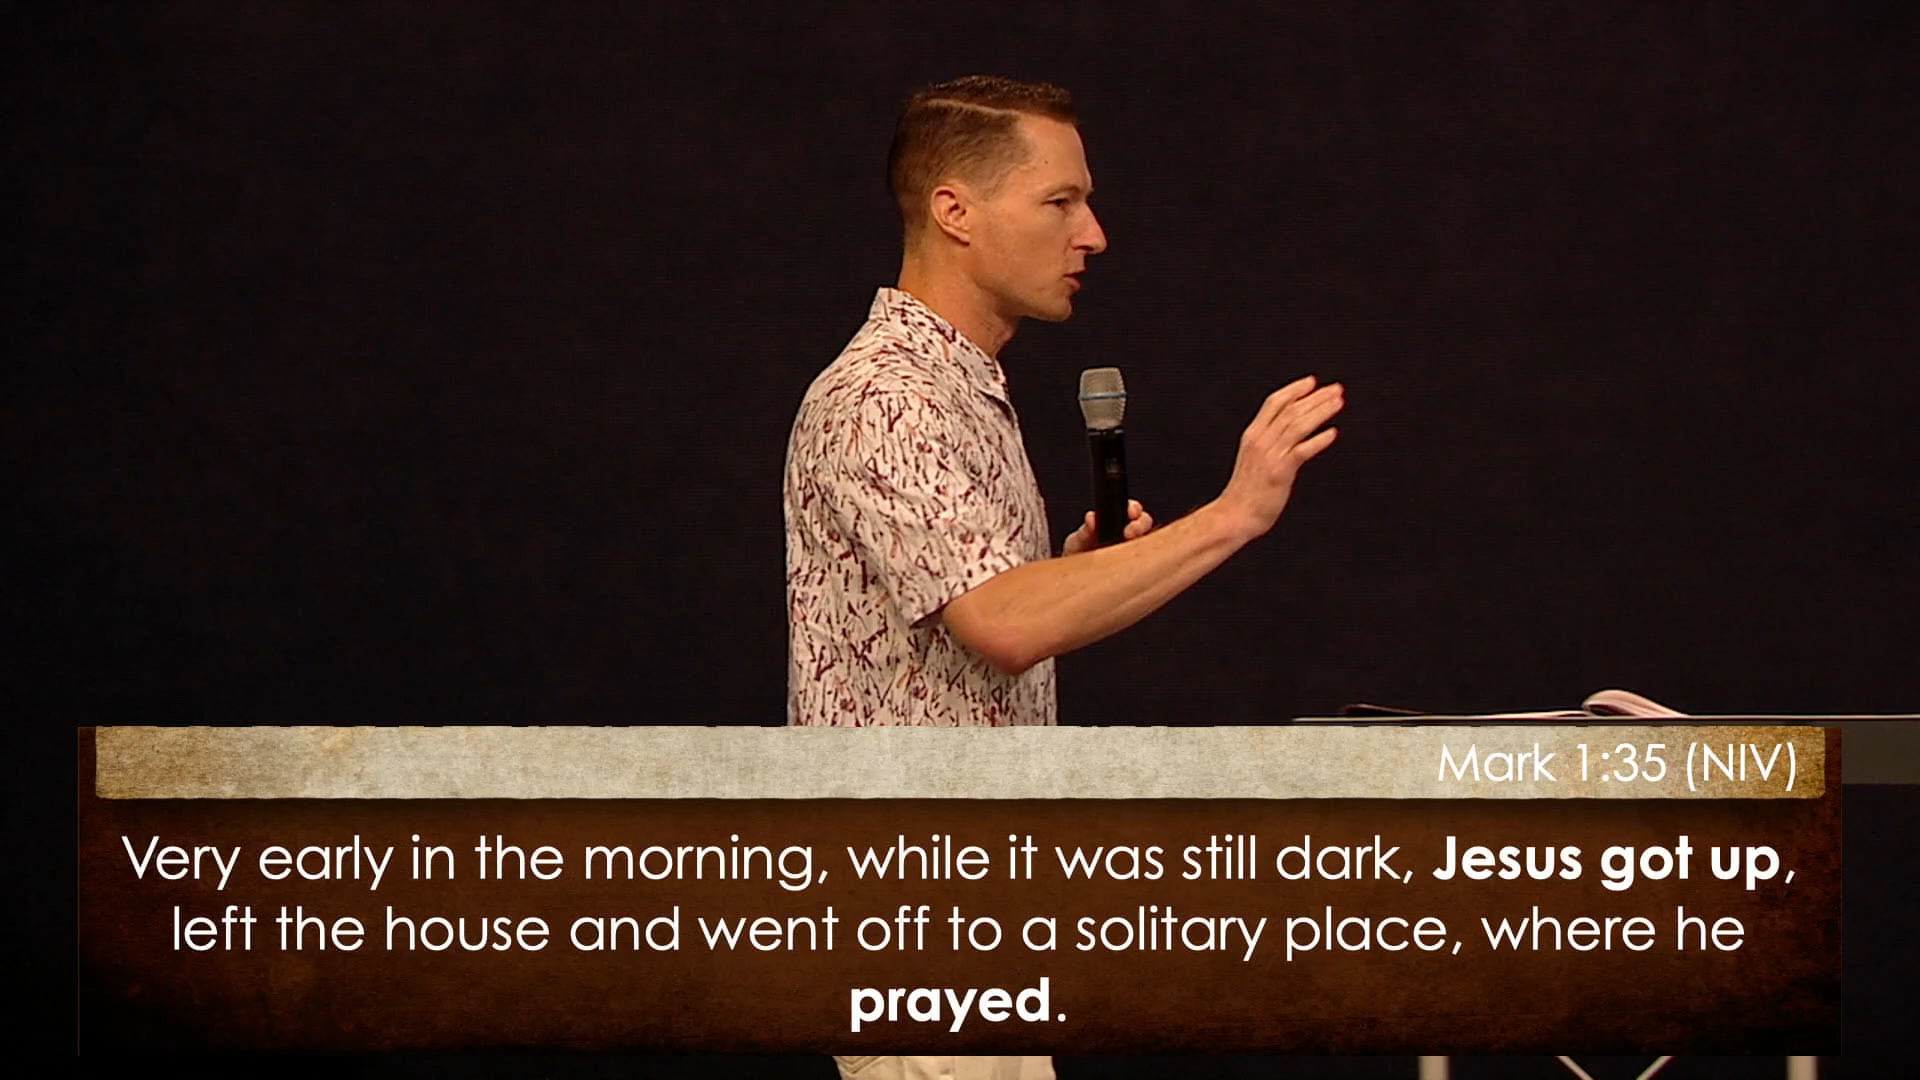 Mark 1:35 (NIV)
Very early in the morning, while it was still dark, Jesus got up,
left the house and went off to a solitary place, where he
prayed.